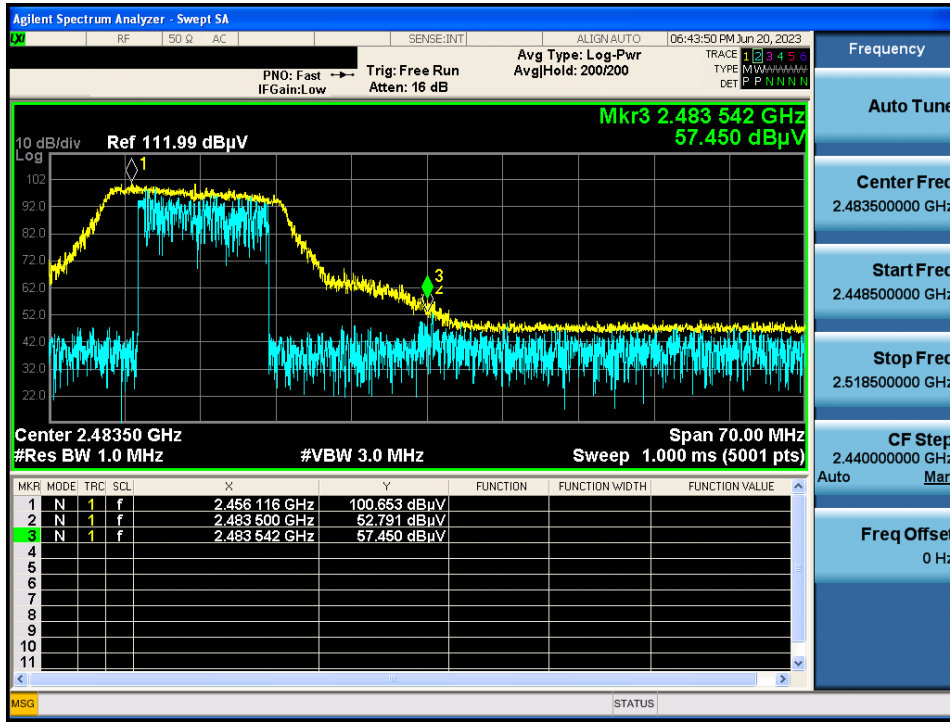 Agilent Spectrum Analyzer - Swept SA
LXI RF 50 Ω AC SENSE:INT ALIGN AUTO 06:43:50 PM Jun 20, 2023
PNO: Fast Trig: Free Run Avg Type: Log-Pwr TRACE 1 2 3 4 5 6
IFGain:Low Atten: 16 dB Avg|Hold: 200/200 TYPE M W W W W W
DET P P N N N N
Mkr3 2.483 542 GHz
57.450 dBµV
10 dB/div Ref 111.99 dBµV
Log
1
102
92.0
82.0
72.0
3
62.0 2
52.0
42.0
32.0
22.0
Center 2.48350 GHz Span 70.00 MHz
#Res BW 1.0 MHz #VBW 3.0 MHz Sweep 1.000 ms (5001 pts)
MKR MODE TRC SCL X Y FUNCTION FUNCTION WIDTH FUNCTION VALUE
1 N 1 f 2.456 116 GHz 100.653 dBµV
2 N 1 f 2.483 500 GHz 52.791 dBµV
3 N 1 f 2.483 542 GHz 57.450 dBµV
4
5
6
7
8
9
10
11
MSG STATUS
Frequency
Auto Tune
Center Freq
2.483500000 GHz
Start Freq
2.448500000 GHz
Stop Freq
2.518500000 GHz
CF Step
2.440000000 GHz
Auto Man
Freq Offset
0 Hz